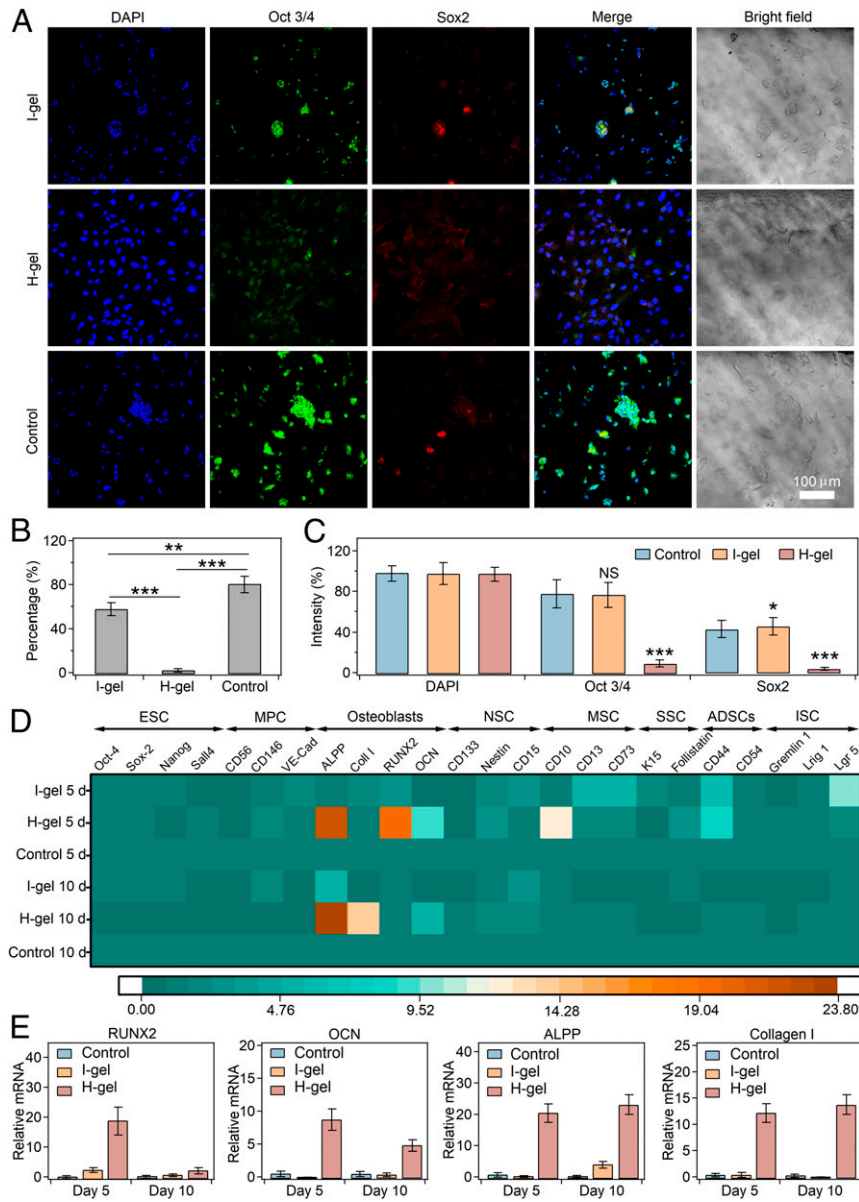 A
DAPI Oct 3/4 Sox2 Merge Bright field
I-gel
H-gel
Control
100 μm
B
Percentage (%)
120
80
40
0
**
***
***
I-gel H-gel Control
C
Intensity (%)
120
80
40
0
Control I-gel H-gel
NS
***
*
***
DAPI Oct 3/4 Sox2
D
ESC MPC Osteoblasts NSC MSC SSC ADSCs ISC
Oct-4 Sox-2 Nanog Sall4 CD56 CD146 VE-Cad ALPP Coll I RUNX2 OCN CD133 Nestin CD15 CD10 CD13 CD73 K15 Follistatin CD44 CD54 Gremlin 1 Lrig 1 Lgr 5
I-gel 5 d
H-gel 5 d
Control 5 d
I-gel 10 d
H-gel 10 d
Control 10 d
0.00 4.76 9.52 14.28 19.04 23.80
E
RUNX2
Relative mRNA
40
30
20
10
0
Control
I-gel
H-gel
Day 5 Day 10
OCN
Relative mRNA
20
15
10
5
0
Control
I-gel
H-gel
Day 5 Day 10
ALPP
Relative mRNA
40
30
20
10
0
Control
I-gel
H-gel
Day 5 Day 10
Collagen I
Relative mRNA
25
20
15
10
5
0
Control
I-gel
H-gel
Day 5 Day 10